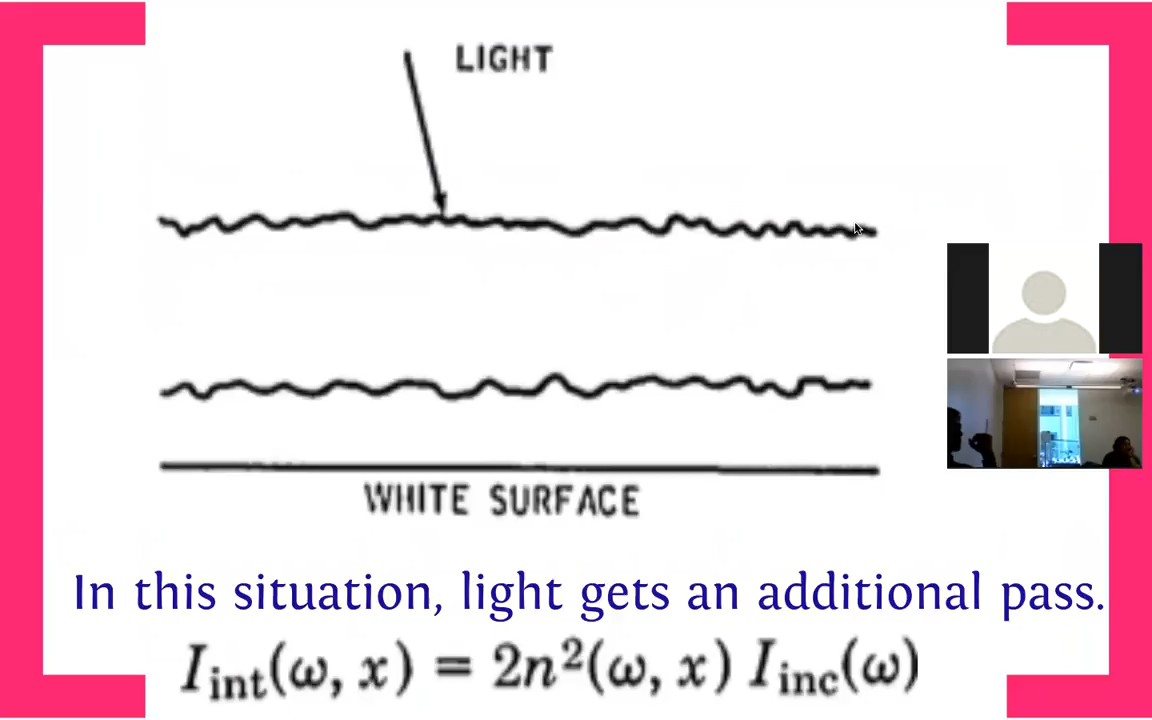 LIGHT
WHITE SURFACE
In this situation, light gets an additional pass.
I_int(ω, x) = 2n²(ω, x) I_inc(ω)